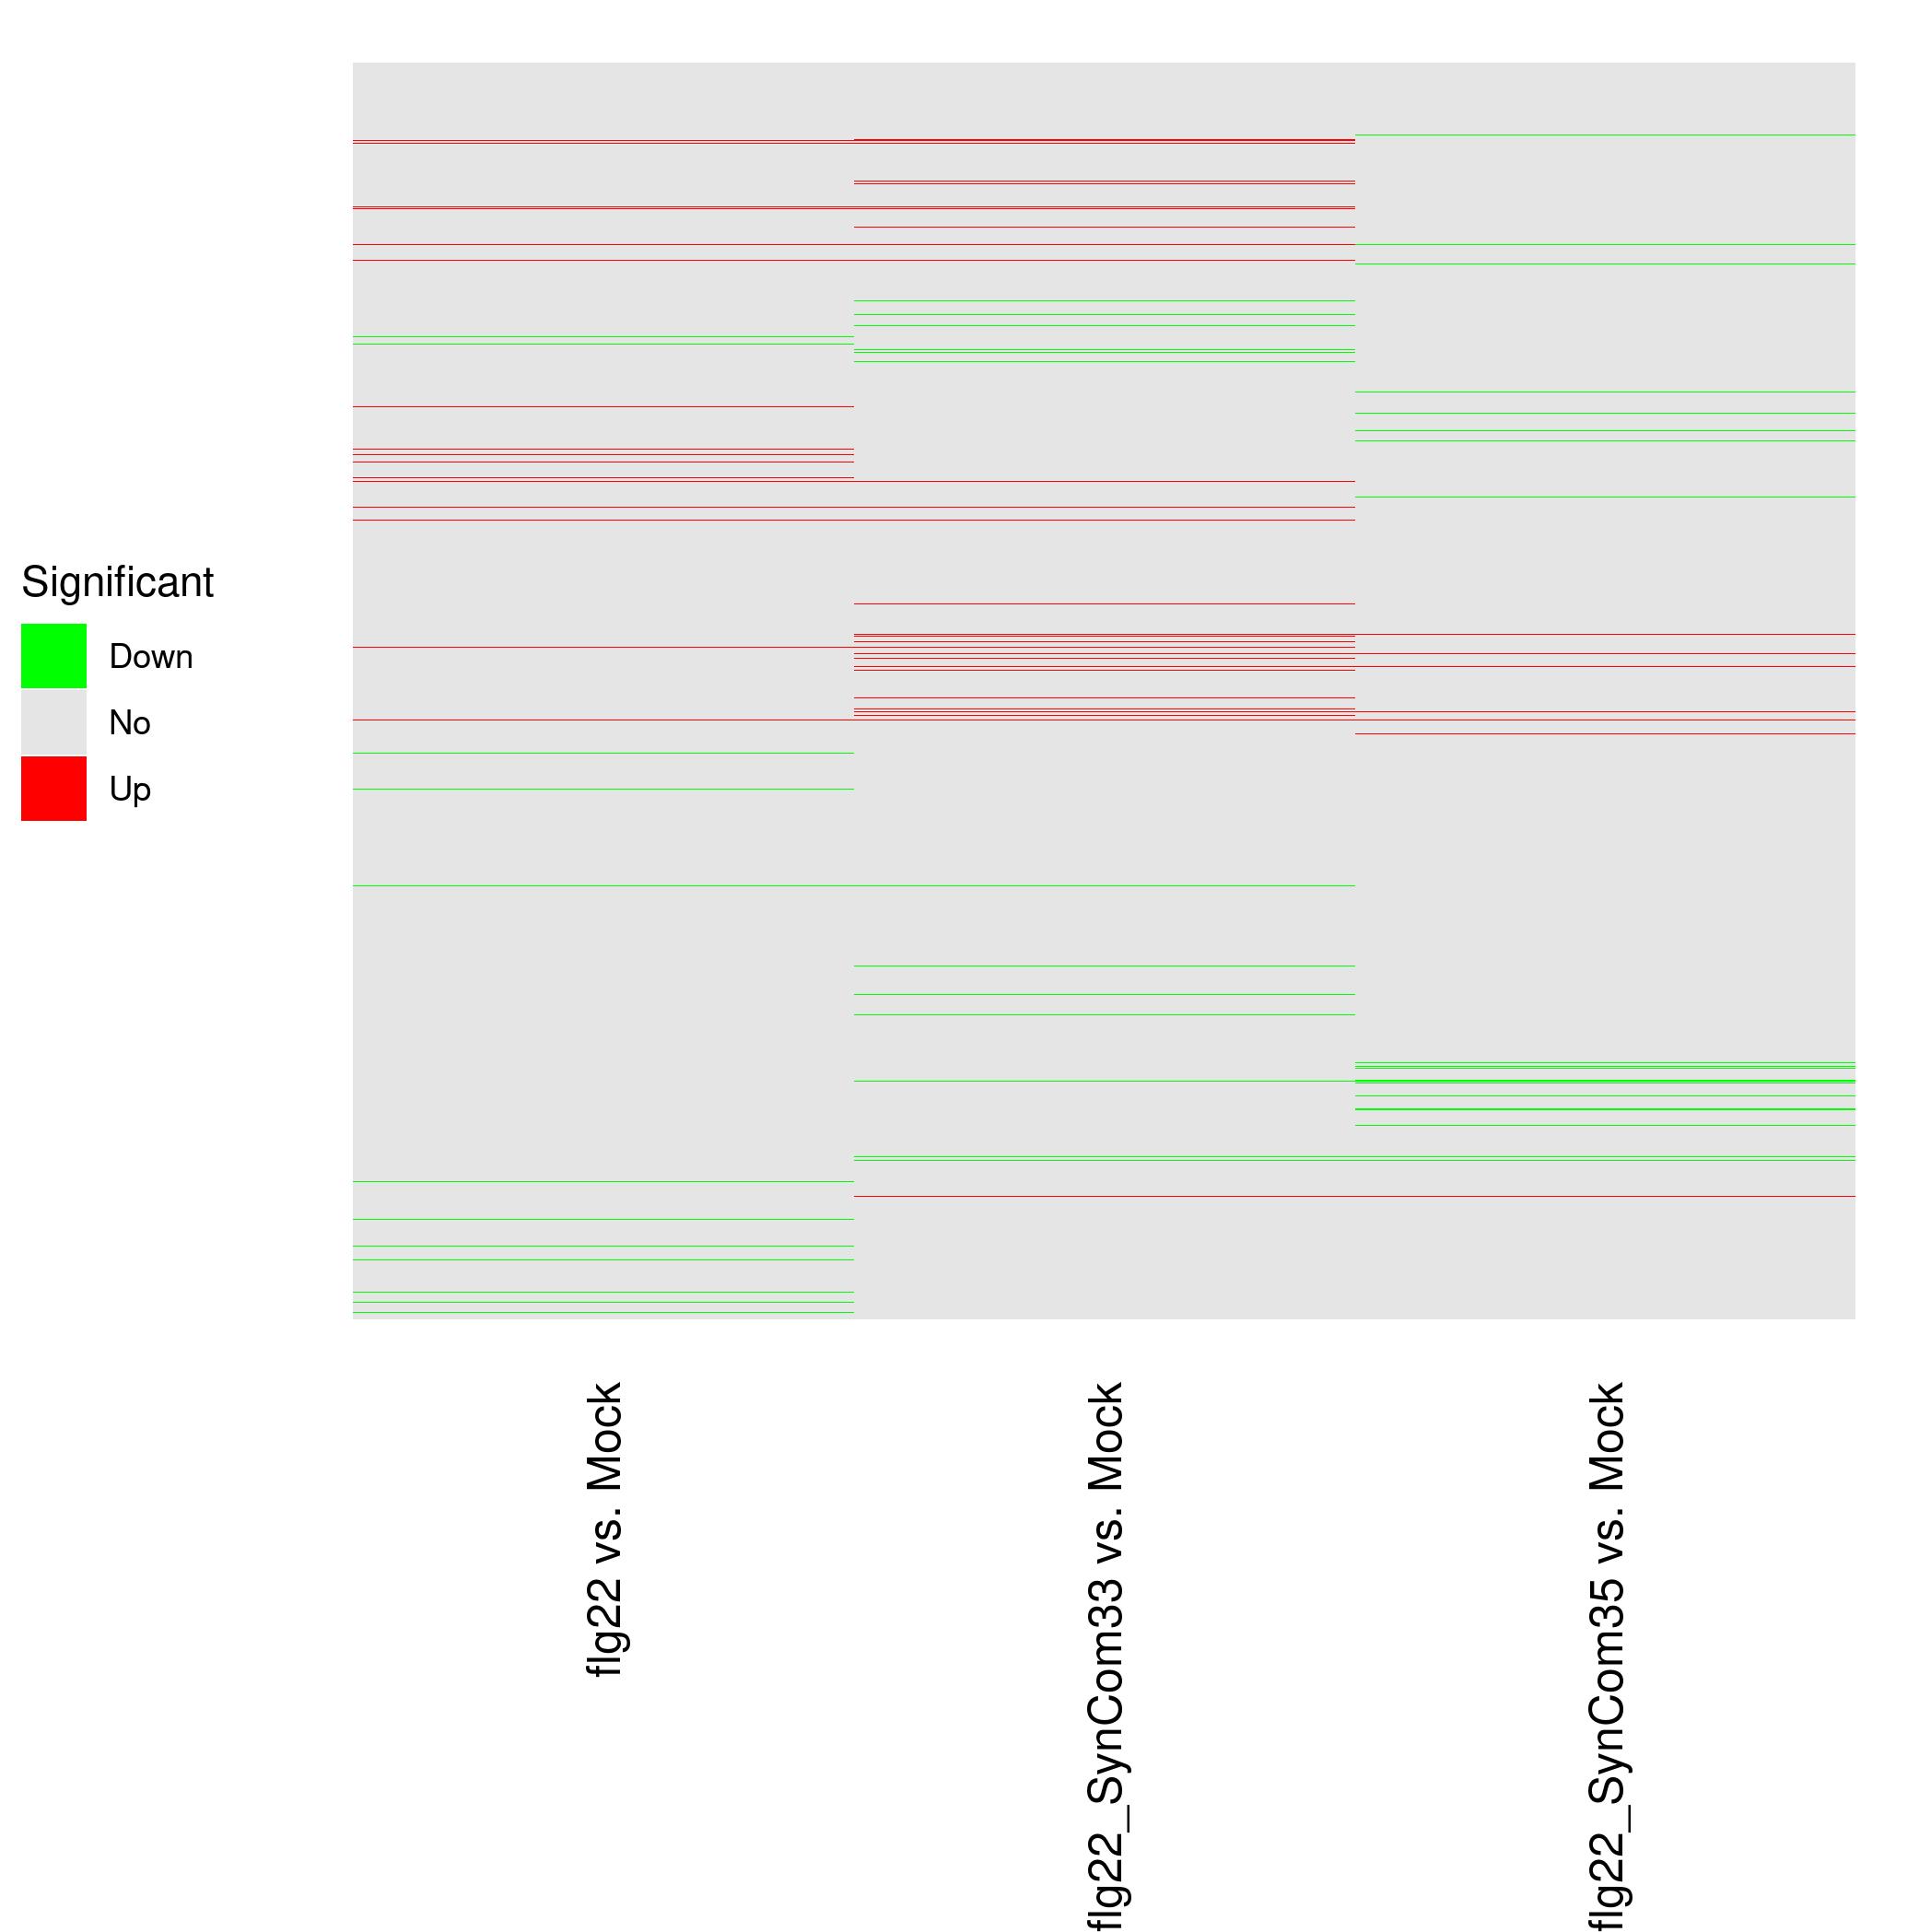 Significant
Down
No
Up
flg22 vs. Mock
flg22_SynCom33 vs. Mock
flg22_SynCom35 vs. Mock